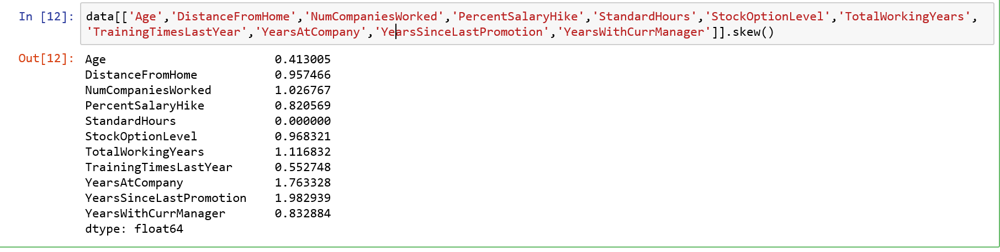 In [12]: data[['Age','DistanceFromHome','NumCompaniesWorked','PercentSalaryHike','StandardHours','StockOptionLevel','TotalWorkingYears',
'TrainingTimesLastYear','YearsAtCompany','YearsSinceLastPromotion','YearsWithCurrManager']].skew()
Out[12]: Age 0.413005
DistanceFromHome 0.957466
NumCompaniesWorked 1.026767
PercentSalaryHike 0.820569
StandardHours 0.000000
StockOptionLevel 0.968321
TotalWorkingYears 1.116832
TrainingTimesLastYear 0.552748
YearsAtCompany 1.763328
YearsSinceLastPromotion 1.982939
YearsWithCurrManager 0.832884
dtype: float64